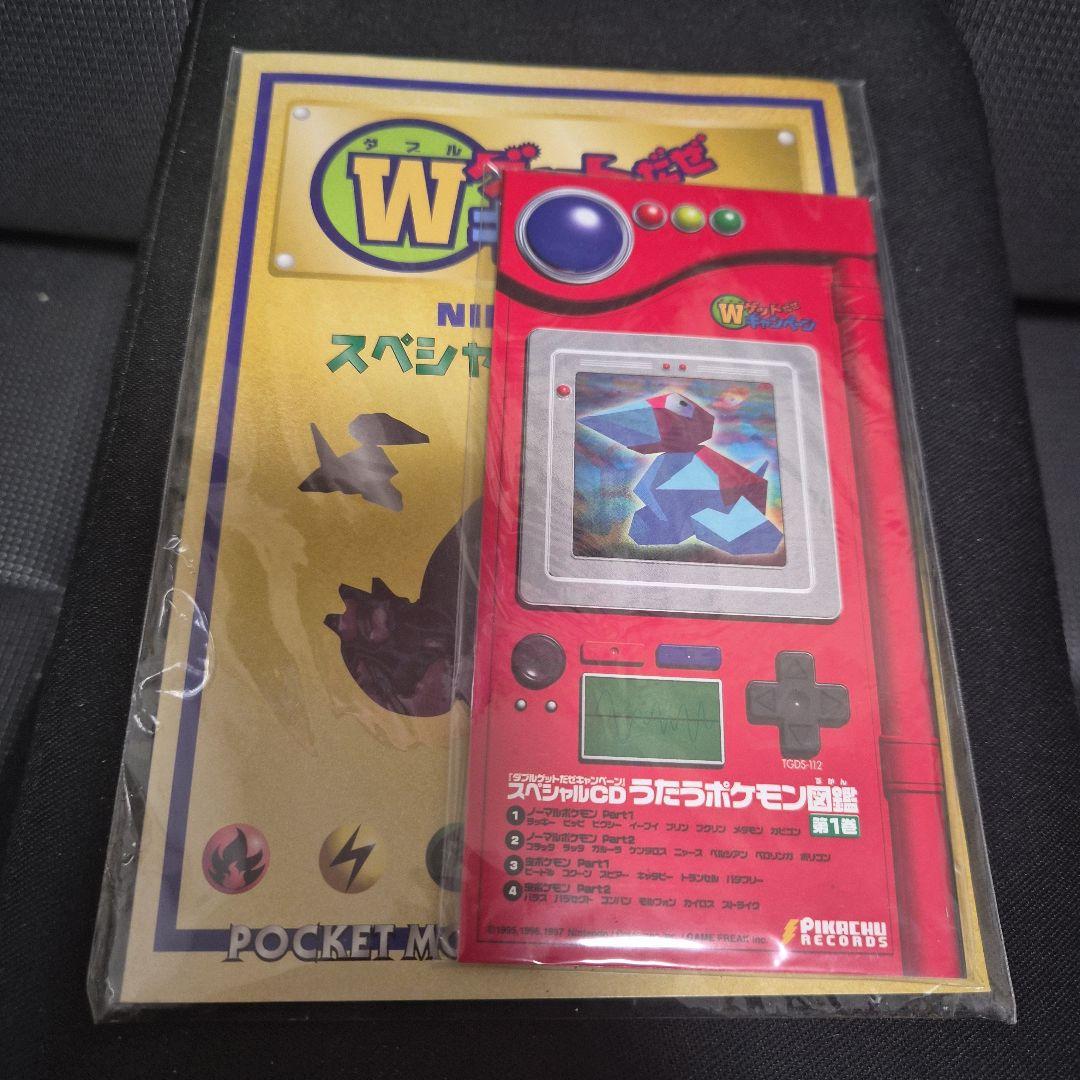 ダブル
W ゲットだぜ
NI
スペシャ
W ゲットだぜ
キャンペーン
TGDS-112
「ダブルゲットだぜキャンペーン」
スペシャルCD うたうポケモン図鑑
ずかん
第1巻
1 ノーマルポケモン Part1
ラッキー ピッピ ピクシー イーブイ プリン プクリン メタモン カビゴン
2 ノーマルポケモン Part2
コラッタ ラッタ ガルーラ ケンタロス ニャース ペルシアン ベロリンガ ポリゴン
3 虫ポケモン Part1
ビードル コクーン スピアー キャタピー トランセル バタフリー
4 虫ポケモン Part2
パラス パラセクト コンパン モルフォン カイロス ストライク
©1995,1996,1997 Nintendo / / GAME FREAK inc.
PIKACHU
RECORDS
POCKET MO